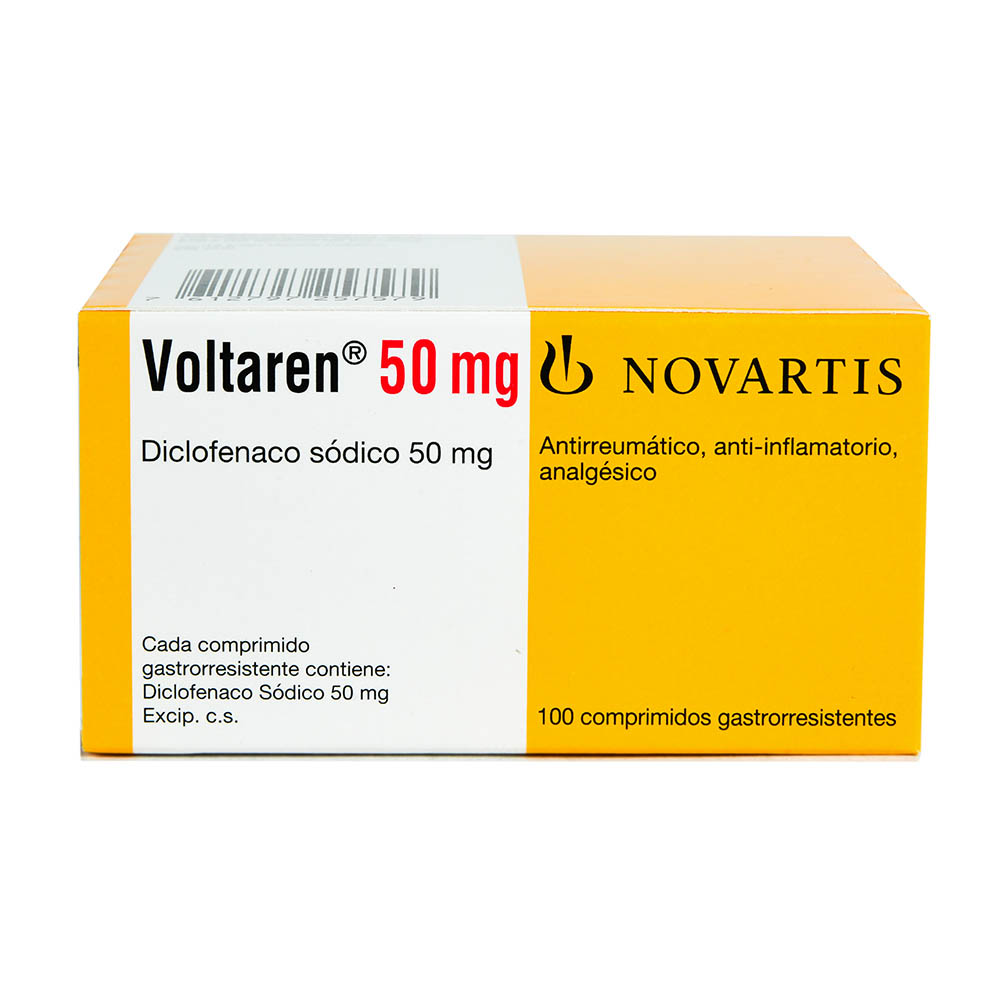 Voltaren® 50 mg
Diclofenaco sódico 50 mg
Cada comprimido
gastrorresistente contiene:
Diclofenaco Sódico 50 mg
Excip. c.s.
NOVARTIS
Antirreumático, anti-inflamatorio,
analgésico
100 comprimidos gastrorresistentes